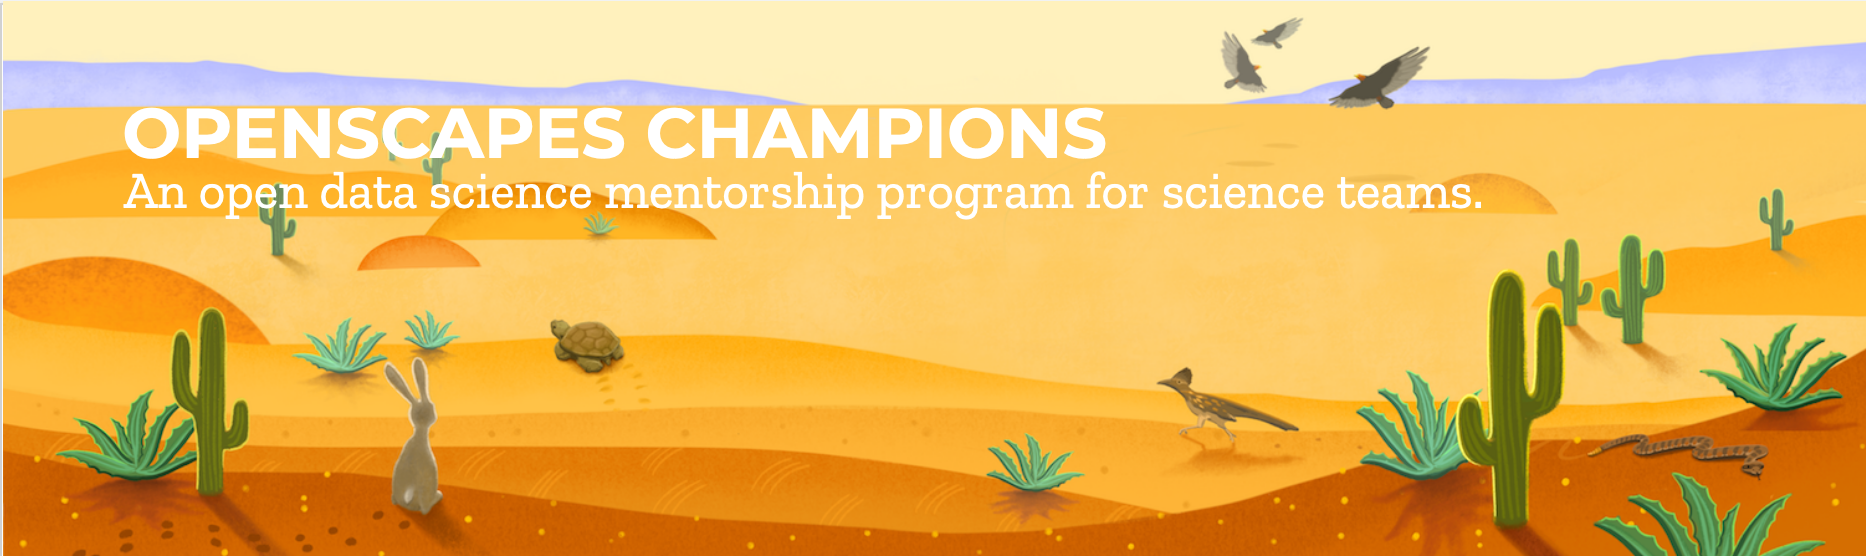 OPENSCAPES CHAMPIONS
An open data science mentorship program for science teams.